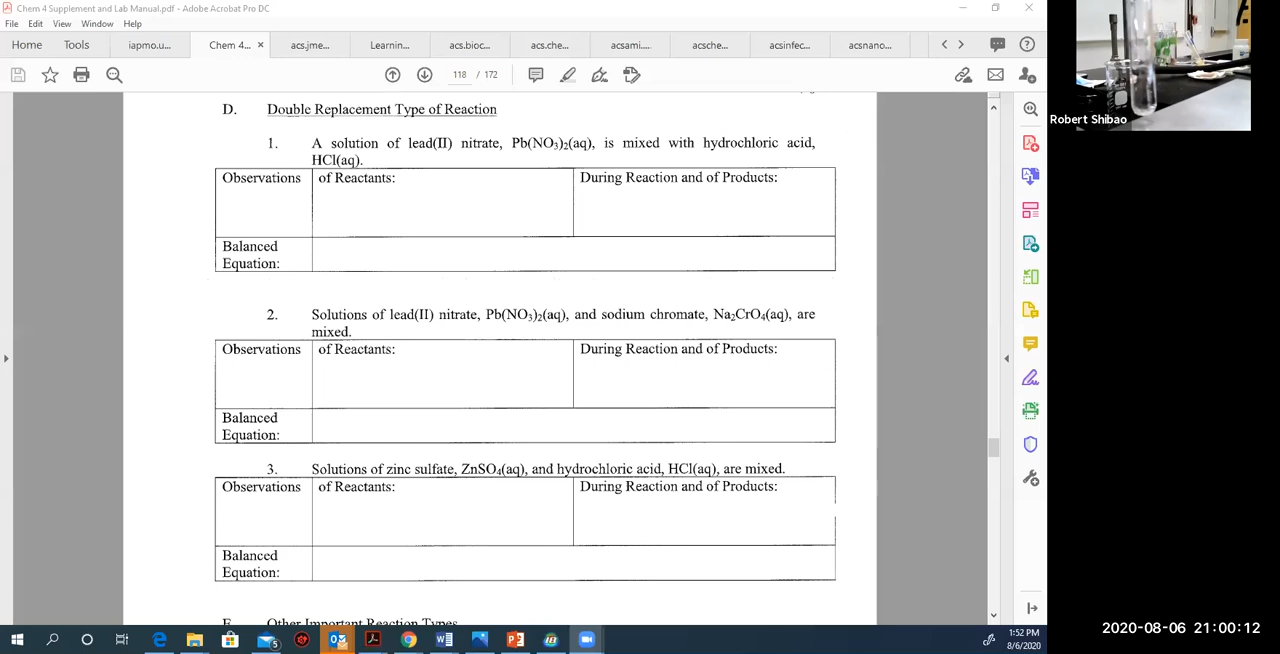 Chem 4 Supplement and Lab Manual.pdf - Adobe Acrobat Pro DC
File Edit View Window Help
Home Tools iapmo.u... Chem 4... × acs.jme... Learnin... acs.bioc... acs.che... acsami.... acsche... acsinfec... acsnano...
118 / 172
D. Double Replacement Type of Reaction
1. A solution of lead(II) nitrate, Pb(NO₃)₂(aq), is mixed with hydrochloric acid,
HCl(aq).
Observations of Reactants: During Reaction and of Products:
Balanced
Equation:
2. Solutions of lead(II) nitrate, Pb(NO₃)₂(aq), and sodium chromate, Na₂CrO₄(aq), are
mixed.
Observations of Reactants: During Reaction and of Products:
Balanced
Equation:
3. Solutions of zinc sulfate, ZnSO₄(aq), and hydrochloric acid, HCl(aq), are mixed.
Observations of Reactants: During Reaction and of Products:
Balanced
Equation:
E. Other Important Reaction Types
Robert Shibao
5
1:52 PM
8/6/2020
2020-08-06 21:00:12